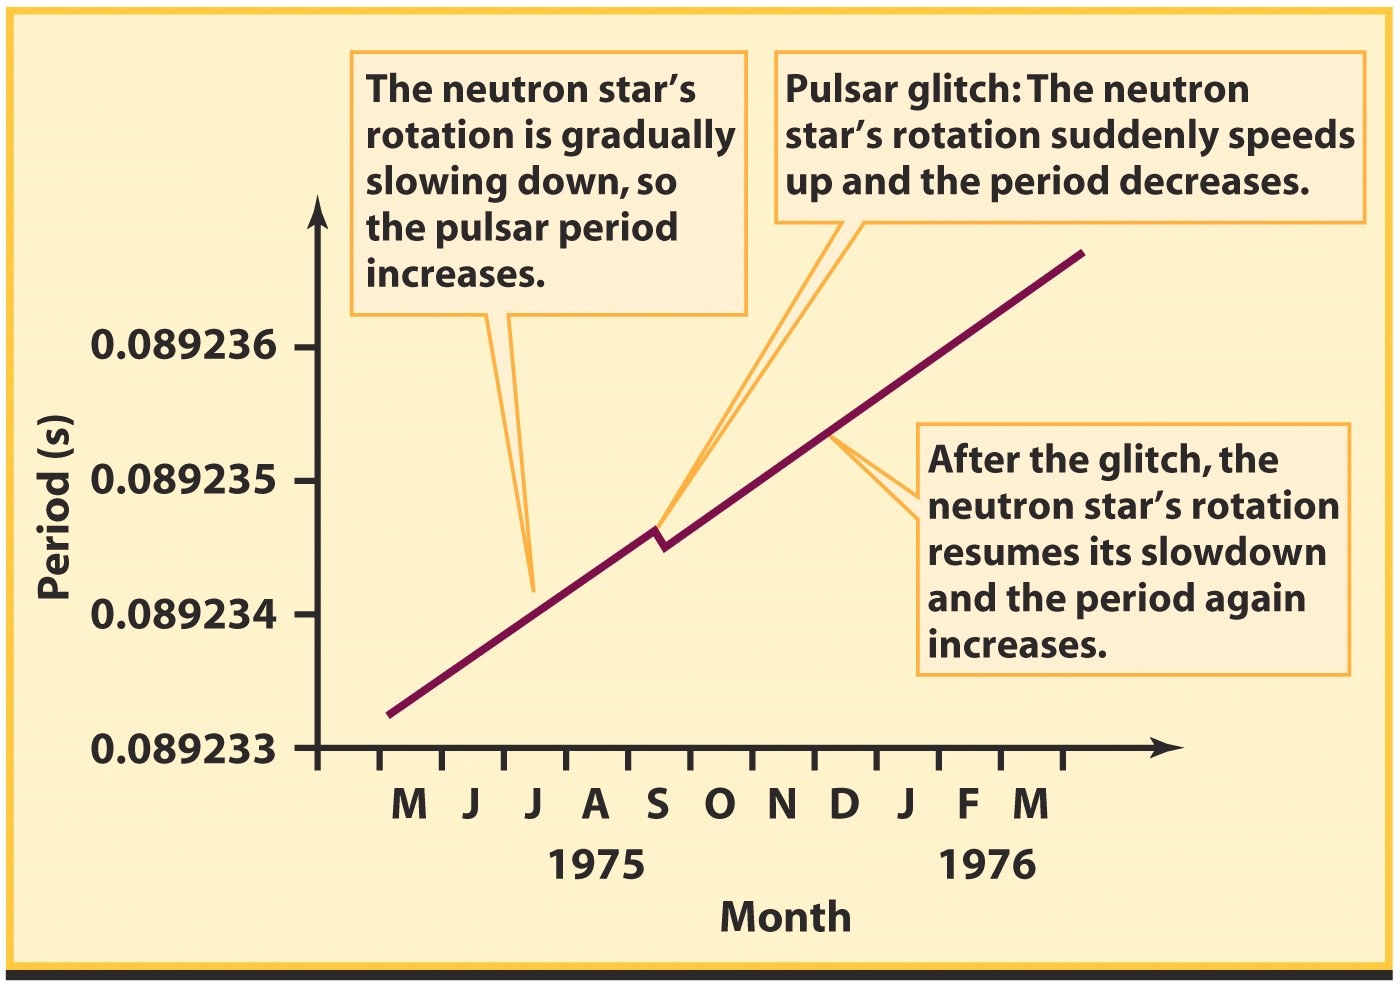 The neutron star's
rotation is gradually
slowing down, so
the pulsar period
increases.
Pulsar glitch: The neutron
star's rotation suddenly speeds
up and the period decreases.
After the glitch, the
neutron star's rotation
resumes its slowdown
and the period again
increases.
Period (s)
0.089236
0.089235
0.089234
0.089233
M J J A S O N D J F M
1975 1976
Month